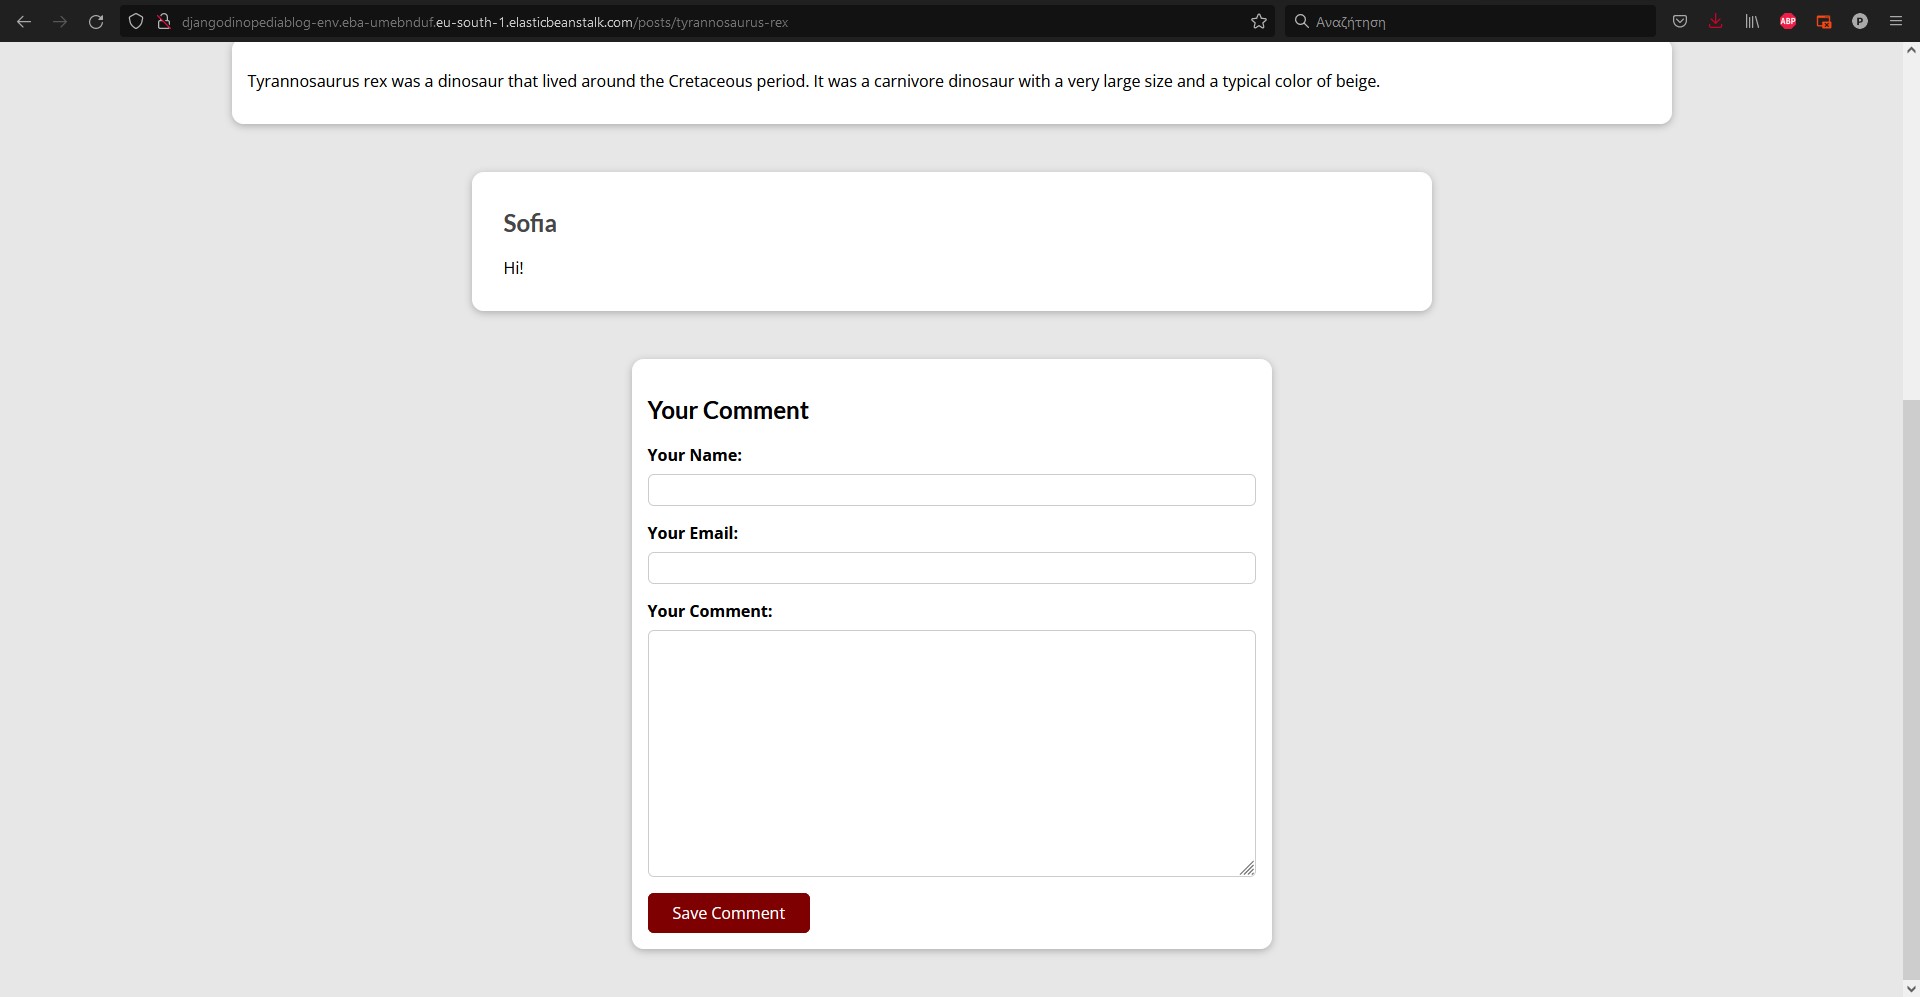 djangodinopediablog-env.eba-umebnduf.eu-south-1.elasticbeanstalk.com/posts/tyrannosaurus-rex
Αναζήτηση
ABP
P
Tyrannosaurus rex was a dinosaur that lived around the Cretaceous period. It was a carnivore dinosaur with a very large size and a typical color of beige.
Sofia
Hi!
Your Comment
Your Name:
Your Email:
Your Comment:
Save Comment